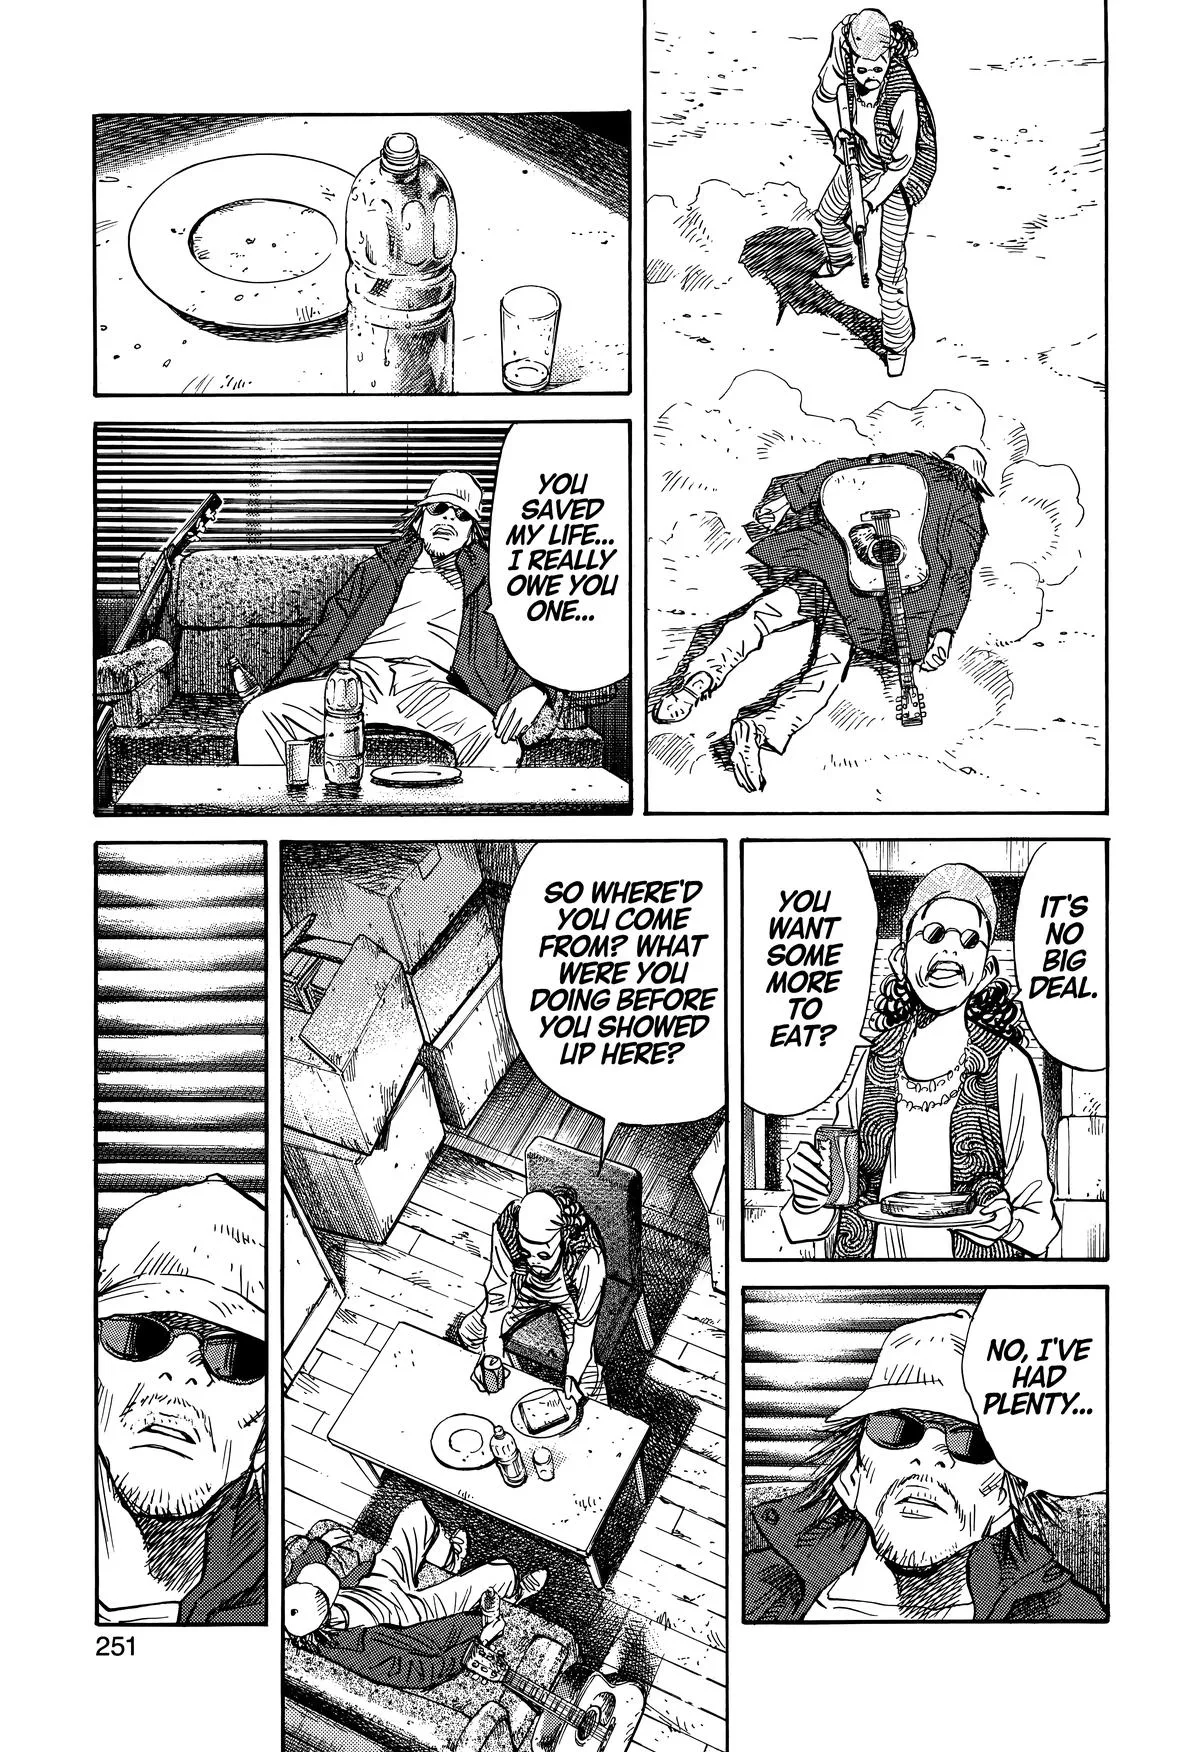 YOU
SAVED
MY LIFE...
I REALLY
OWE YOU
ONE...
IT'S
NO
BIG
DEAL.
YOU
WANT
SOME
MORE
TO
EAT?
NO, I'VE
HAD
PLENTY...
SO WHERE'D
YOU COME
FROM? WHAT
WERE YOU
DOING BEFORE
YOU SHOWED
UP HERE?
251